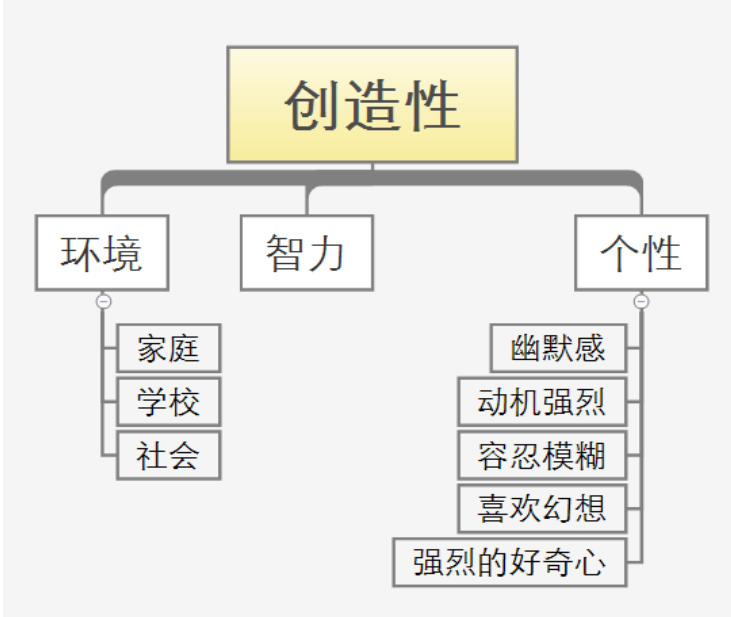 创造性
环境
智力
个性
家庭
学校
社会
幽默感
动机强烈
容忍模糊
喜欢幻想
强烈的好奇心